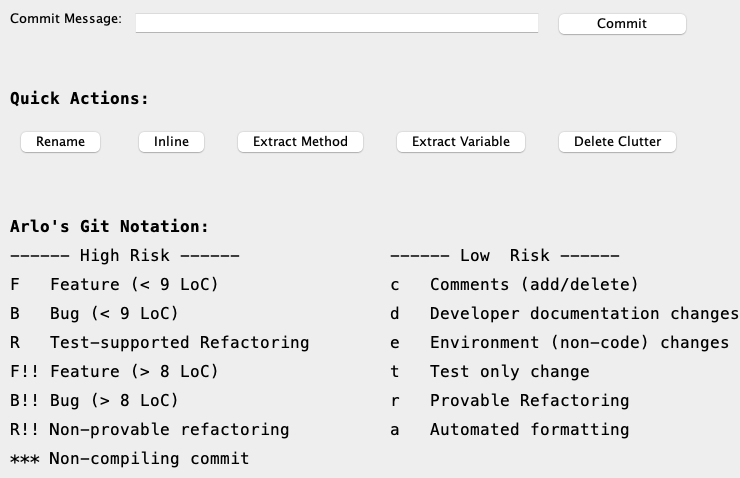 Commit Message: Commit
Quick Actions:
Rename Inline Extract Method Extract Variable Delete Clutter
Arlo's Git Notation:
------ High Risk ------ ------ Low  Risk ------
F   Feature (< 9 LoC) c   Comments (add/delete)
B   Bug (< 9 LoC) d   Developer documentation changes
R   Test-supported Refactoring e   Environment (non-code) changes
F!! Feature (> 8 LoC) t   Test only change
B!! Bug (> 8 LoC) r   Provable Refactoring
R!! Non-provable refactoring a   Automated formatting
*** Non-compiling commit